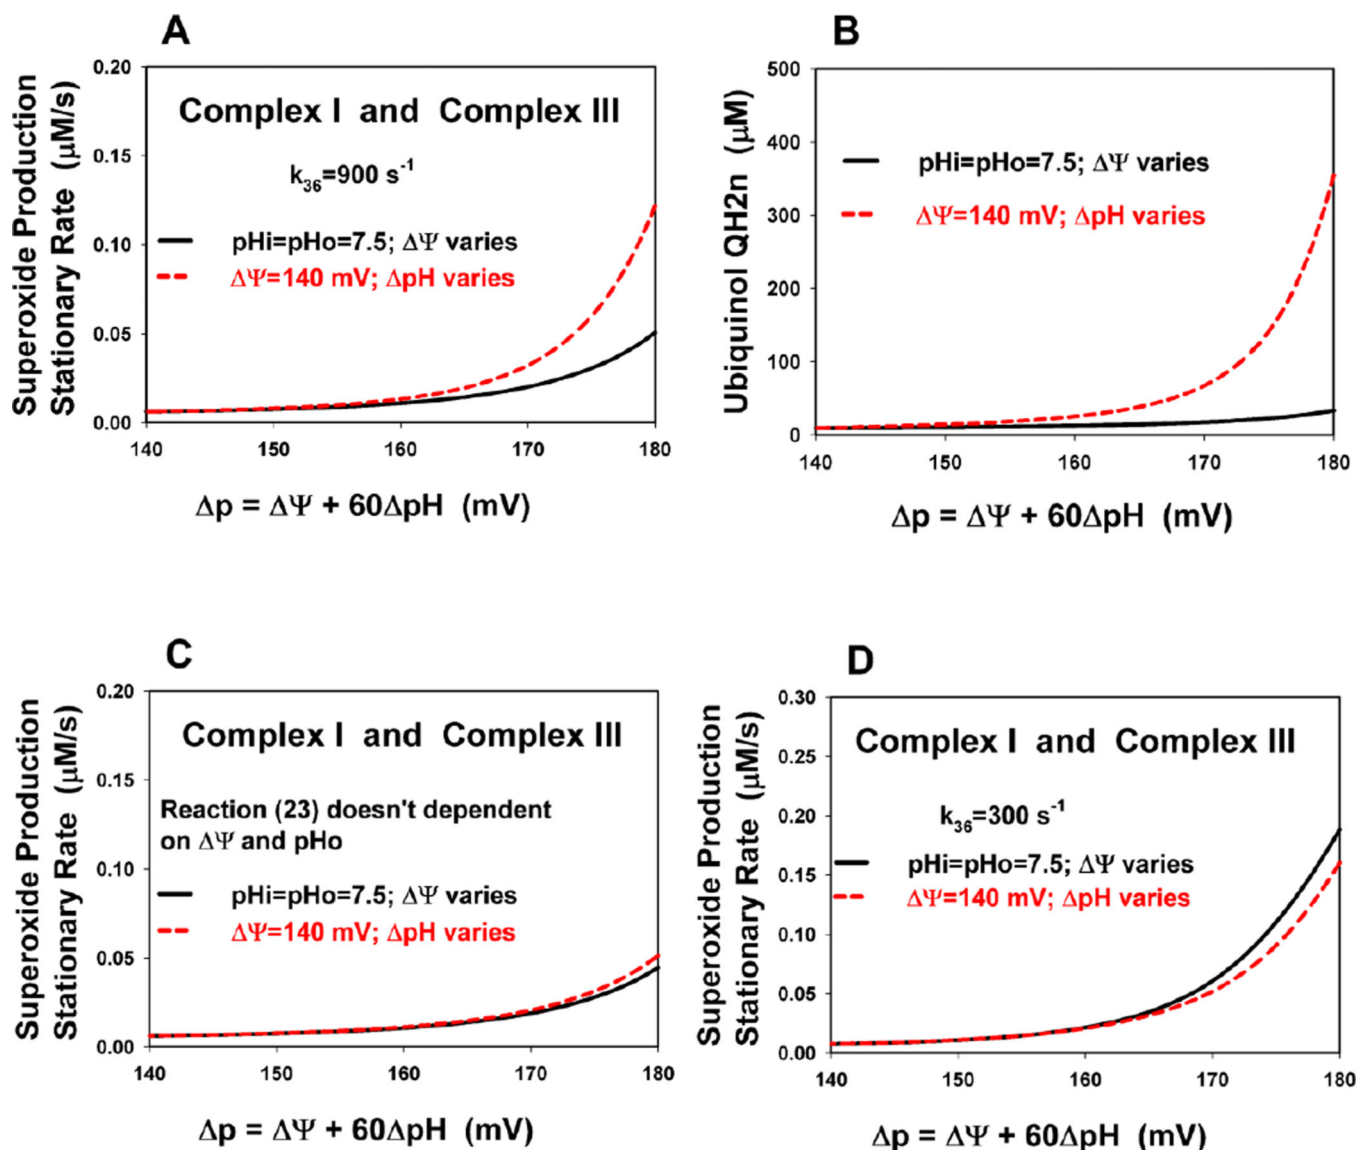 A
Superoxide Production
Stationary Rate (μM/s)
0.20
0.15
0.10
0.05
0.00
Complex I and Complex III
k36=900 s-1
pHi=pHo=7.5; ΔΨ varies
ΔΨ=140 mV; ΔpH varies
140 150 160 170 180
Δp = ΔΨ + 60ΔpH (mV)
B
Ubiquinol QH2n (μM)
500
400
300
200
100
0
pHi=pHo=7.5; ΔΨ varies
ΔΨ=140 mV; ΔpH varies
140 150 160 170 180
Δp = ΔΨ + 60ΔpH (mV)
C
Superoxide Production
Stationary Rate (μM/s)
0.20
0.15
0.10
0.05
0.00
Complex I and Complex III
Reaction (23) doesn't dependent
on ΔΨ and pHo
pHi=pHo=7.5; ΔΨ varies
ΔΨ=140 mV; ΔpH varies
140 150 160 170 180
Δp = ΔΨ + 60ΔpH (mV)
D
Superoxide Production
Stationary Rate (μM/s)
0.30
0.25
0.20
0.15
0.10
0.05
0.00
Complex I and Complex III
k36=300 s-1
pHi=pHo=7.5; ΔΨ varies
ΔΨ=140 mV; ΔpH varies
140 150 160 170 180
Δp = ΔΨ + 60ΔpH (mV)